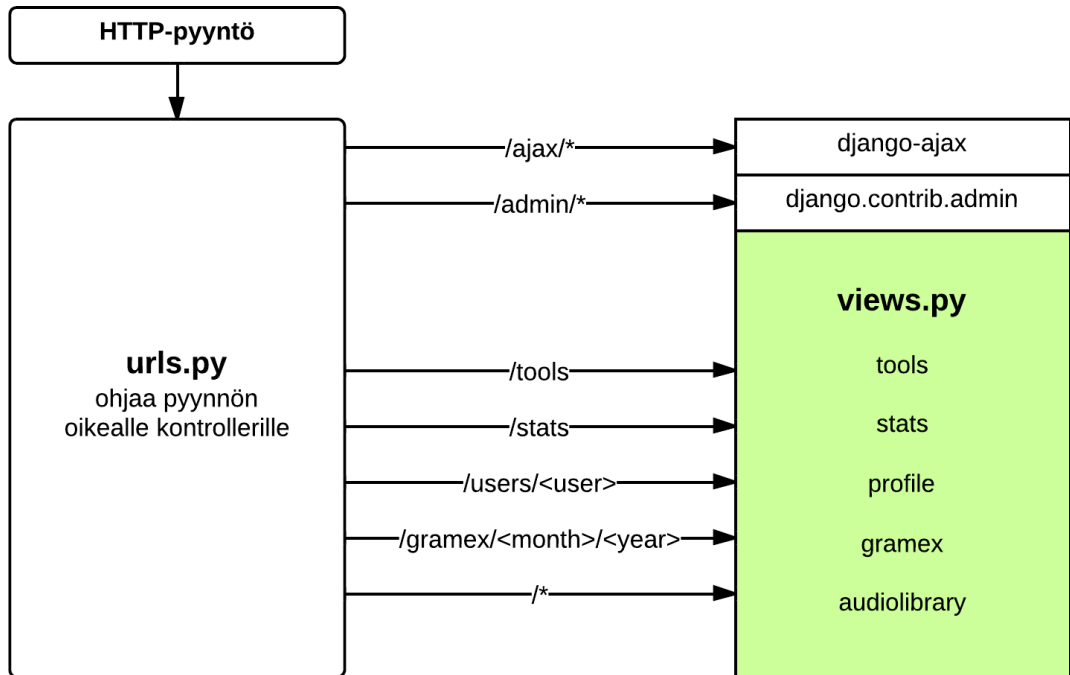 HTTP-pyyntö
urls.py
ohjaa pyynnön
oikealle kontrollerille
/ajax/*
/admin/*
/tools
/stats
/users/<user>
/gramex/<month>/<year>
/*
django-ajax
django.contrib.admin
views.py
tools
stats
profile
gramex
audiolibrary